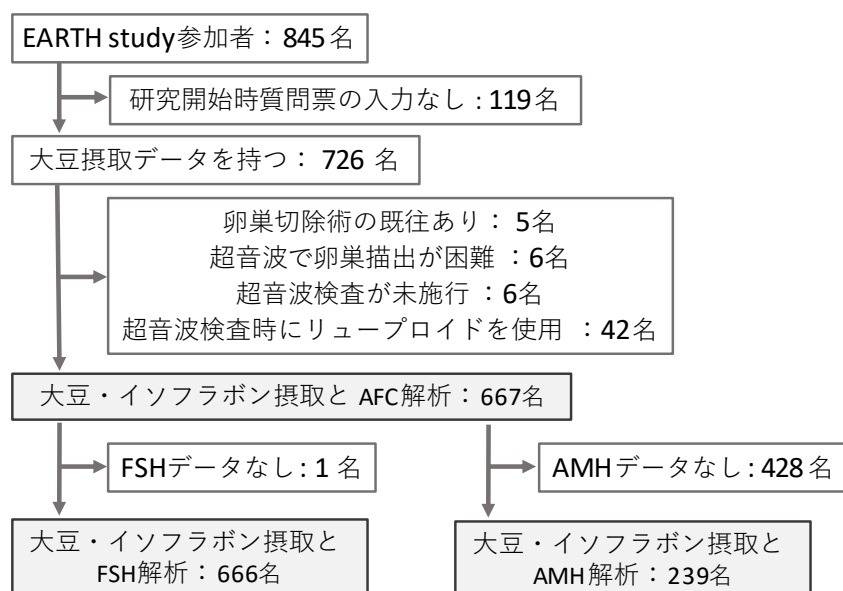 EARTH study参加者：845名
研究開始時質問票の入力なし：119名
大豆摂取データを持つ： 726 名
卵巣切除術の既往あり： 5名
超音波で卵巣描出が困難 ：6名
超音波検査が未施行 ：6名
超音波検査時にリュープロイドを使用 ：42名
大豆・イソフラボン摂取と AFC解析：667名
FSHデータなし：1 名
AMHデータなし：428名
大豆・イソフラボン摂取と
FSH解析：666名
大豆・イソフラボン摂取と
AMH解析：239名